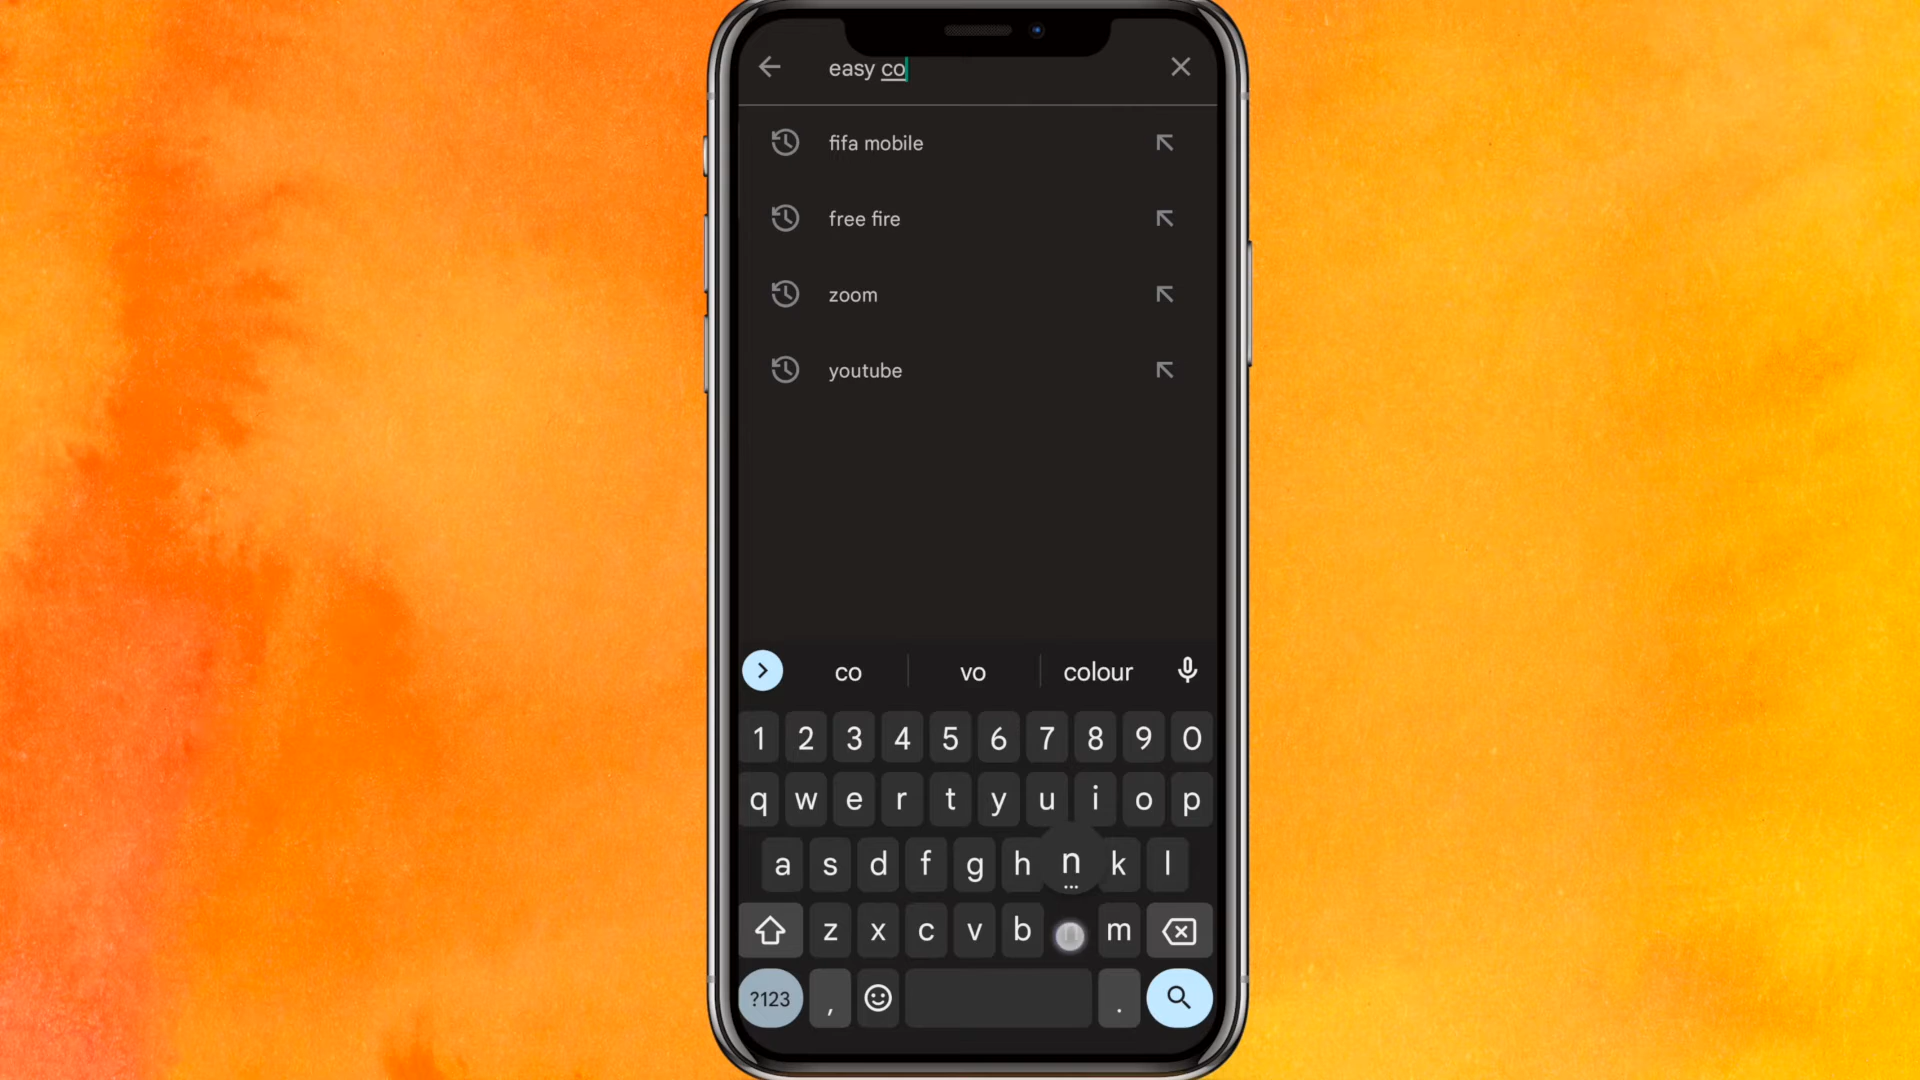 easy co
fifa mobile
free fire
zoom
youtube
co vo colour
1 2 3 4 5 6 7 8 9 0
q w e r t y u i o p
a s d f g h n k l
z x c v b n m
?123 , .